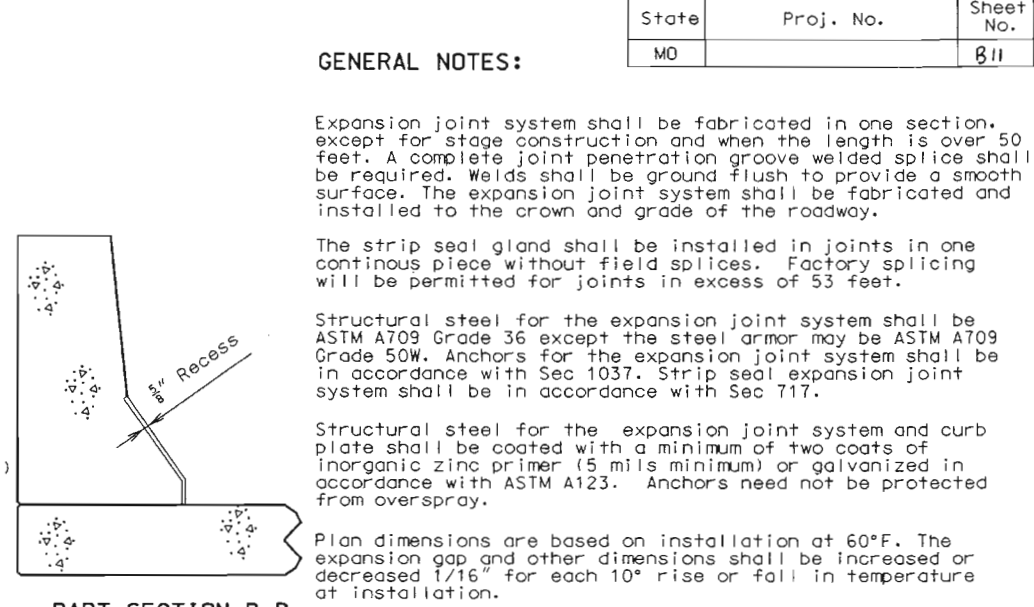 State Proj. No. Sheet No.
MO B11
GENERAL NOTES:
Expansion joint system shall be fabricated in one section.
except for stage construction and when the length is over 50
feet. A complete joint penetration groove welded splice shall
be required. Welds shall be ground flush to provide a smooth
surface. The expansion joint system shall be fabricated and
installed to the crown and grade of the roadway.
The strip seal gland shall be installed in joints in one
continous piece without field splices. Factory splicing
will be permitted for joints in excess of 53 feet.
Structural steel for the expansion joint system shall be
ASTM A709 Grade 36 except the steel armor may be ASTM A709
Grade 50W. Anchors for the expansion joint system shall be
in accordance with Sec 1037. Strip seal expansion joint
system shall be in accordance with Sec 717.
Structural steel for the expansion joint system and curb
plate shall be coated with a minimum of two coats of
inorganic zinc primer (5 mils minimum) or galvanized in
accordance with ASTM A123. Anchors need not be protected
from overspray.
Plan dimensions are based on installation at 60°F. The
expansion gap and other dimensions shall be increased or
decreased 1/16" for each 10° rise or fall in temperature
at installation.
5/8" Recess
)
PART SECTION B-B